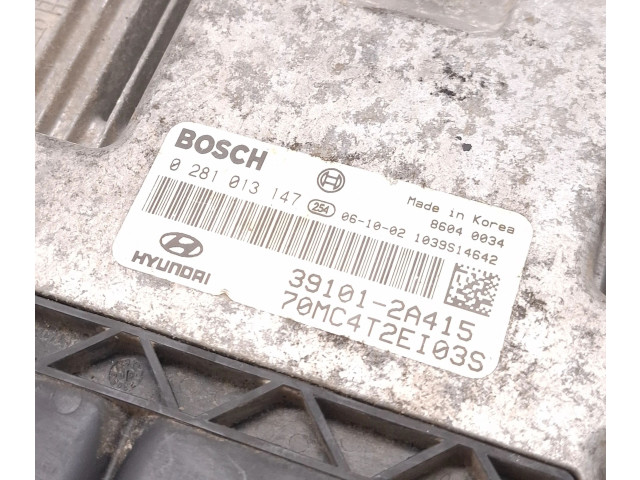 BOSCH
0 281 013 147 254 06-10-02
Made in Korea
8604 0034
1039S14642
HYUNDAI
39101-2A415
70MC4T2EI03S